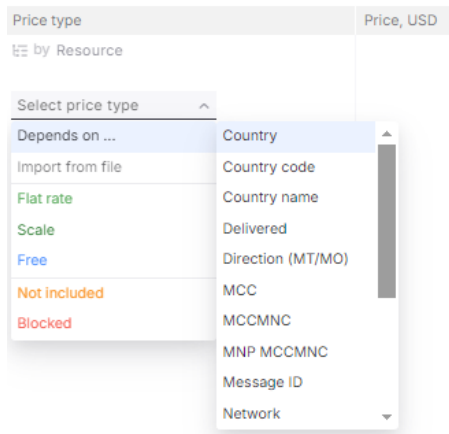 Price type
Price, USD
by Resource
Select price type
Depends on ...
Import from file
Flat rate
Scale
Free
Not included
Blocked
Country
Country code
Country name
Delivered
Direction (MT/MO)
MCC
MCCMNC
MNP MCCMNC
Message ID
Network